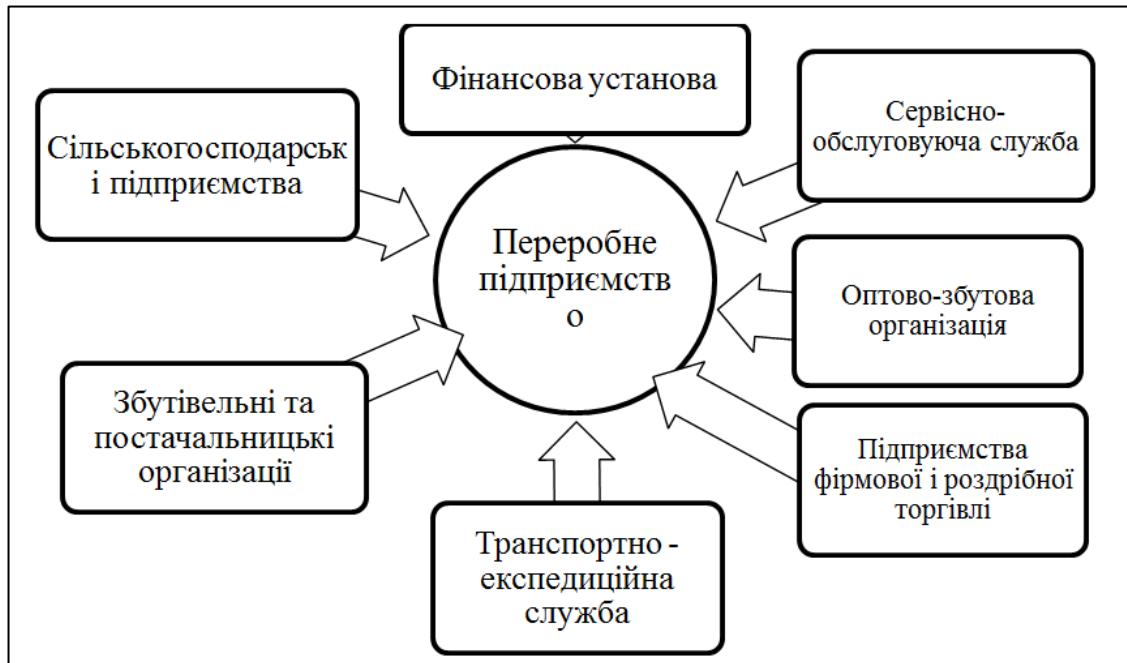 Фінансова установа
Сільськогосподарськ
і підприємства
Сервісно-
обслуговуюча служба
Переробне
підприємств
о
Оптово-збутова
організація
Збутівельні та
постачальницькі
організації
Підприємства
фірмової і роздрібної
торгівлі
Транспортно -
експедиційна
служба